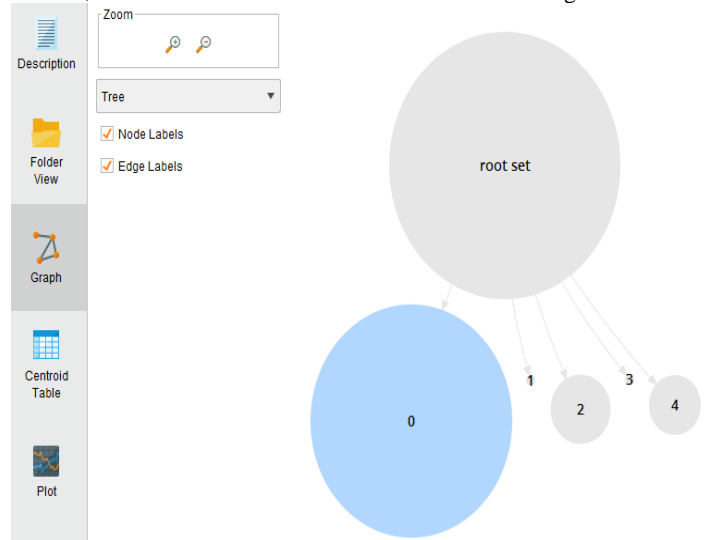 Zoom
Description
Tree
Node Labels
Edge Labels
Folder
View
Graph
Centroid
Table
Plot
root set
0
1
2
3
4